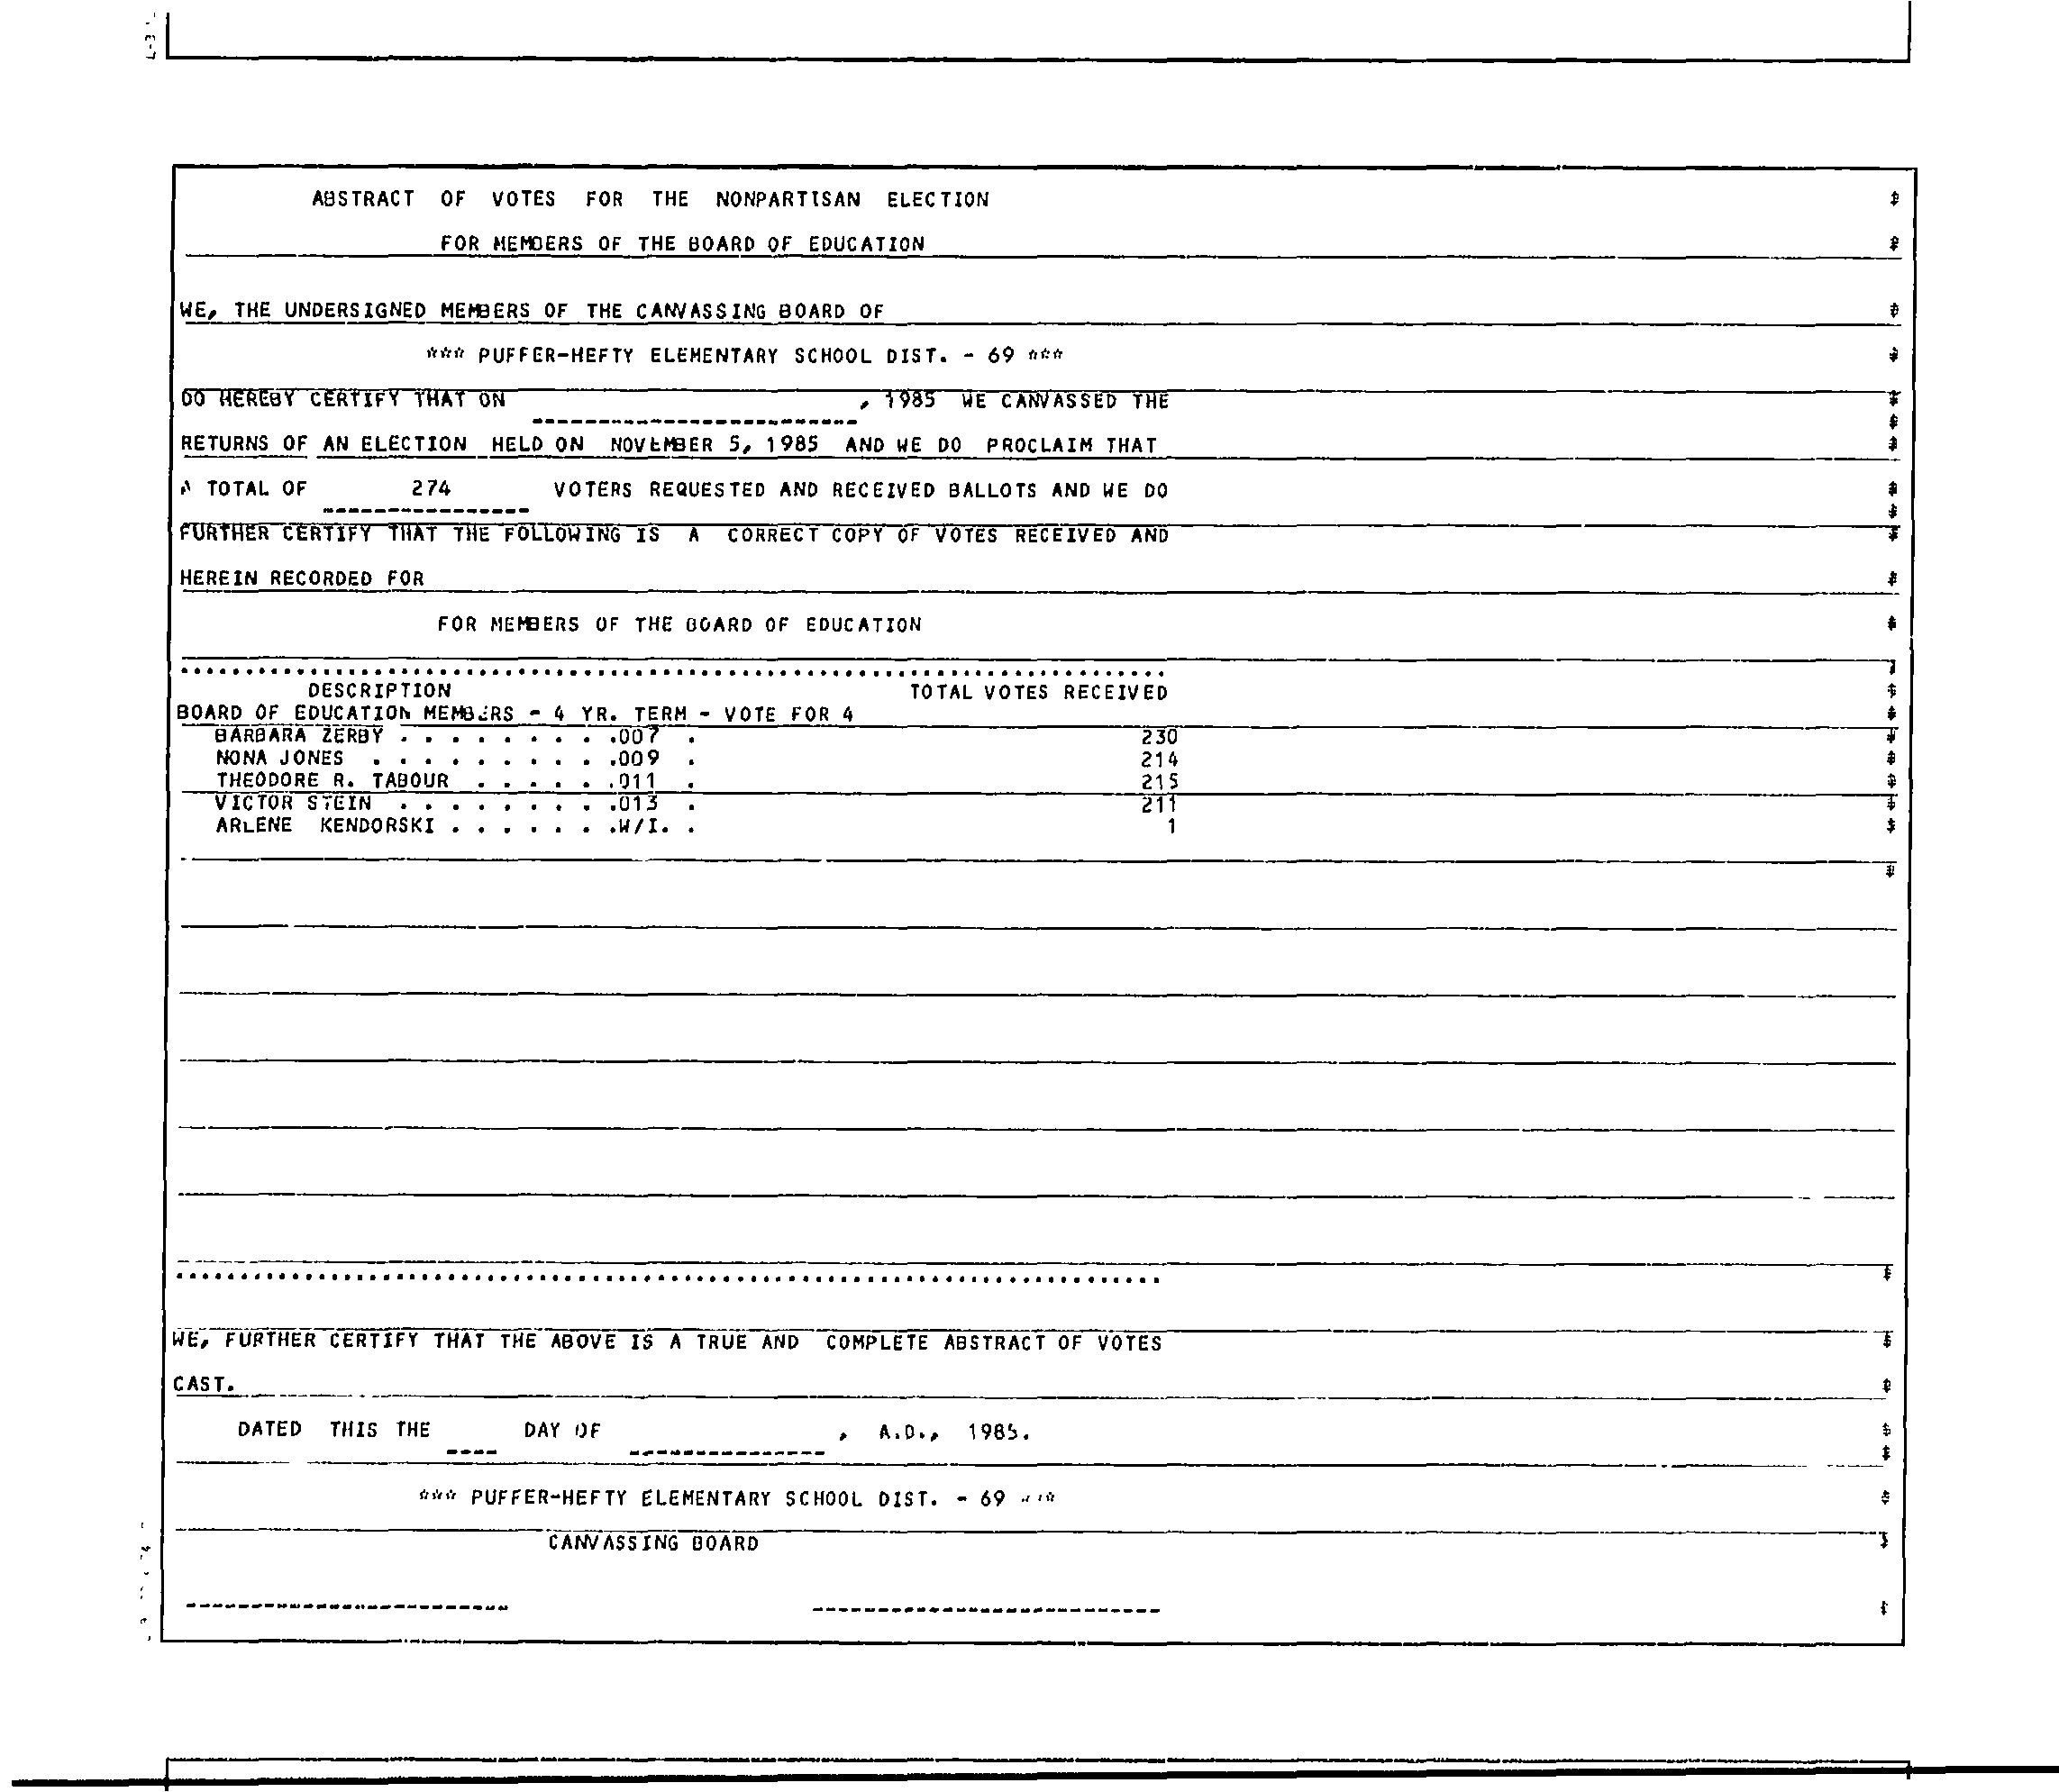 ABSTRACT OF VOTES FOR THE NONPARTISAN ELECTION
FOR MEMBERS OF THE BOARD OF EDUCATION
WE, THE UNDERSIGNED MEMBERS OF THE CANVASSING BOARD OF
*** PUFFER-HEFTY ELEMENTARY SCHOOL DIST. - 69 ***
DO HEREBY CERTIFY THAT ON , 1985 WE CANVASSED THE
RETURNS OF AN ELECTION HELD ON NOVEMBER 5, 1985 AND WE DO PROCLAIM THAT
A TOTAL OF 274 VOTERS REQUESTED AND RECEIVED BALLOTS AND WE DO
FURTHER CERTIFY THAT THE FOLLOWING IS A CORRECT COPY OF VOTES RECEIVED AND
HEREIN RECORDED FOR
FOR MEMBERS OF THE BOARD OF EDUCATION
DESCRIPTION TOTAL VOTES RECEIVED
BOARD OF EDUCATION MEMBERS - 4 YR. TERM - VOTE FOR 4
BARBARA ZERBY . . . . . . . . .007 . 230
NONA JONES . . . . . . . . . .009 . 214
THEODORE R. TABOUR . . . . . .011 . 215
VICTOR STEIN . . . . . . . . .013 . 211
ARLENE KENDORSKI . . . . . . .W/I. . 1
WE, FURTHER CERTIFY THAT THE ABOVE IS A TRUE AND COMPLETE ABSTRACT OF VOTES
CAST.
DATED THIS THE DAY OF , A.D., 1985.
*** PUFFER-HEFTY ELEMENTARY SCHOOL DIST. - 69 ***
CANVASSING BOARD